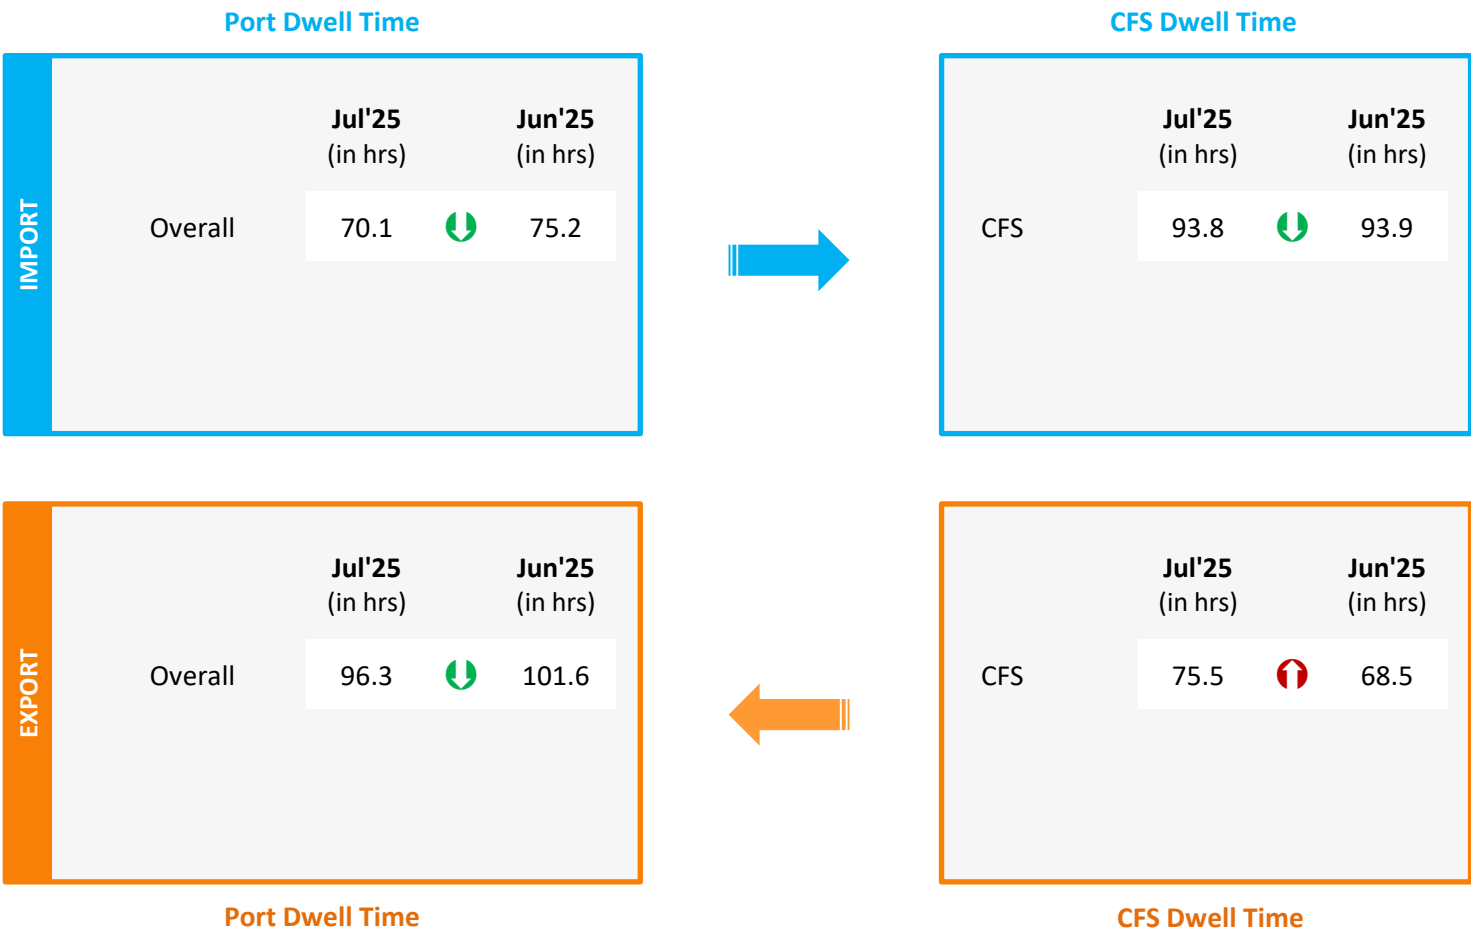 Port Dwell Time
CFS Dwell Time
IMPORT
Jul'25 Jun'25
(in hrs) (in hrs)
Overall 70.1 75.2
Jul'25 Jun'25
(in hrs) (in hrs)
CFS 93.8 93.9
EXPORT
Jul'25 Jun'25
(in hrs) (in hrs)
Overall 96.3 101.6
Jul'25 Jun'25
(in hrs) (in hrs)
CFS 75.5 68.5
Port Dwell Time
CFS Dwell Time